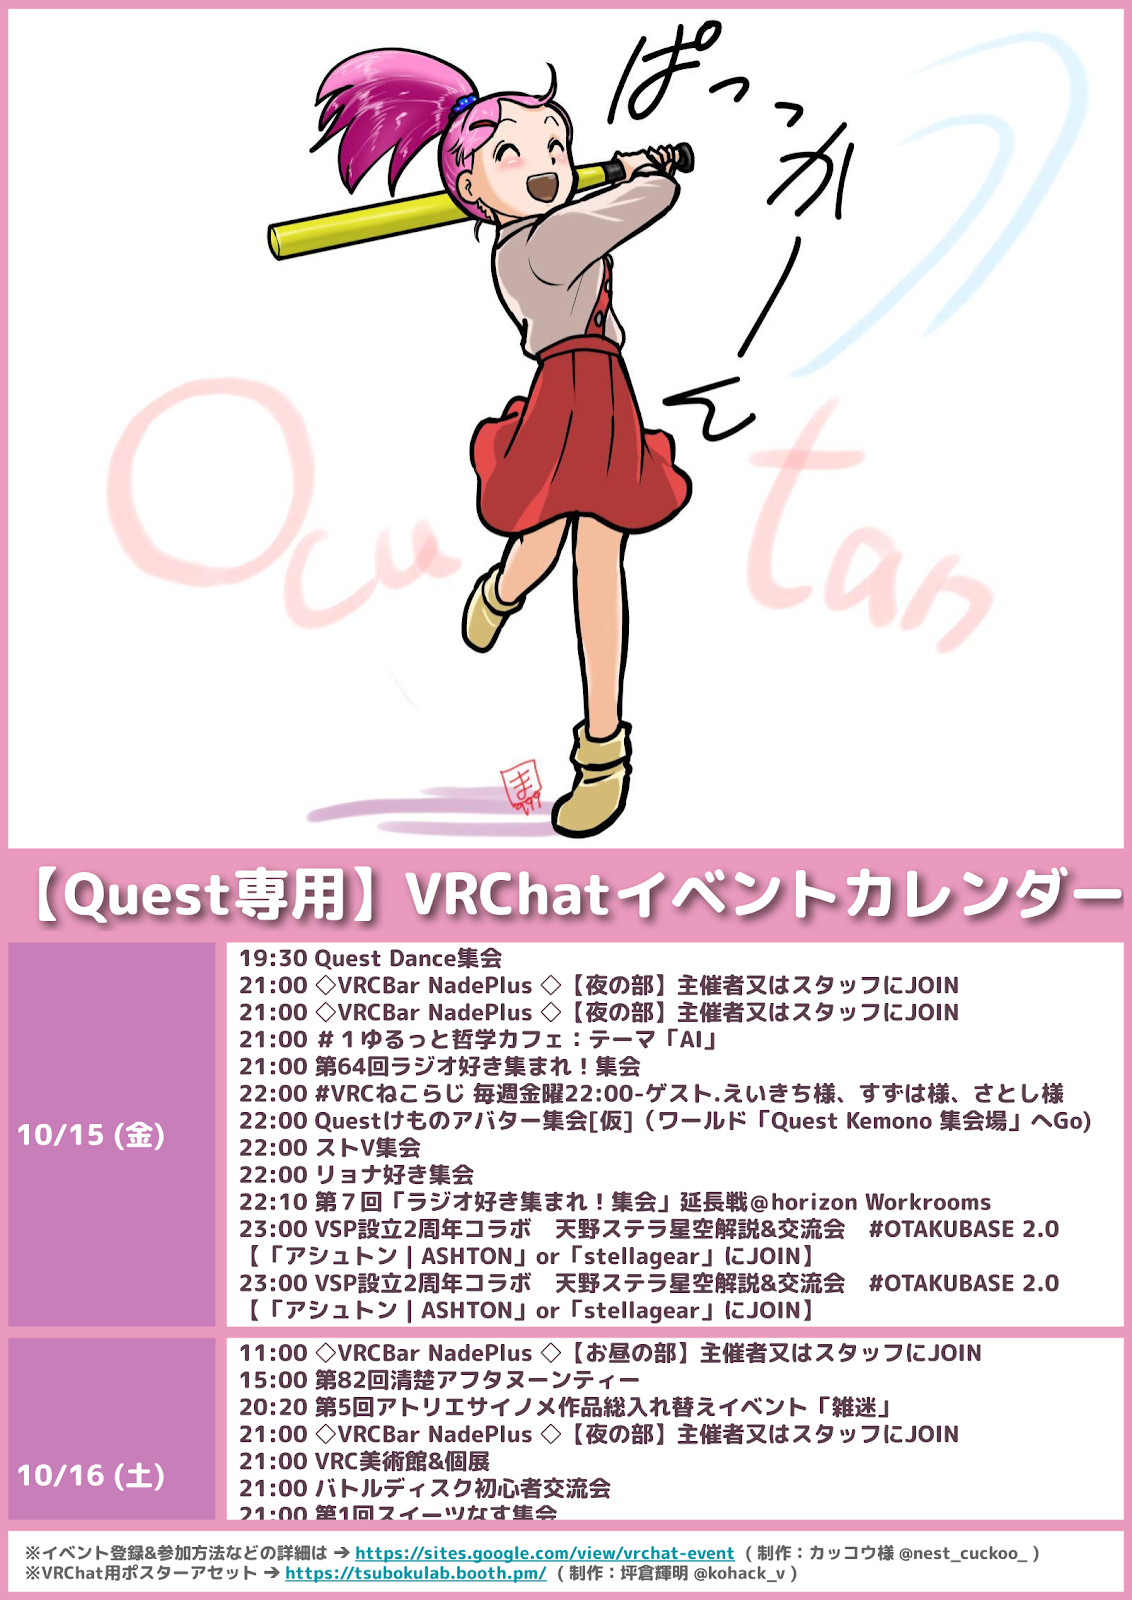 ぱっっかーん
Ocu tan
ま
999
【Quest専用】VRChatイベントカレンダー
10/15 (金)
19:30 Quest Dance集会
21:00 ◇VRCBar NadePlus ◇【夜の部】主催者又はスタッフにJOIN
21:00 ◇VRCBar NadePlus ◇【夜の部】主催者又はスタッフにJOIN
21:00 ＃１ゆるっと哲学カフェ：テーマ「AI」
21:00 第64回ラジオ好き集まれ！集会
22:00 #VRCねこらじ 毎週金曜22:00-ゲスト.えいきち様、すずは様、さとし様
22:00 Questけものアバター集会[仮]（ワールド「Quest Kemono 集会場」へGo)
22:00 ストV集会
22:00 リョナ好き集会
22:10 第７回「ラジオ好き集まれ！集会」延長戦＠horizon Workrooms
23:00 VSP設立2周年コラボ　天野ステラ星空解説&交流会　#OTAKUBASE 2.0
【「アシュトン | ASHTON」or「stellagear」にJOIN】
23:00 VSP設立2周年コラボ　天野ステラ星空解説&交流会　#OTAKUBASE 2.0
【「アシュトン | ASHTON」or「stellagear」にJOIN】
10/16 (土)
11:00 ◇VRCBar NadePlus ◇【お昼の部】主催者又はスタッフにJOIN
15:00 第82回清楚アフタヌーンティー
20:20 第5回アトリエサイノメ作品総入れ替えイベント「雑迷」
21:00 ◇VRCBar NadePlus ◇【夜の部】主催者又はスタッフにJOIN
21:00 VRC美術館&個展
21:00 バトルディスク初心者交流会
21:00 第1回スイーツなす集会
※イベント登録&参加方法などの詳細は → https://sites.google.com/view/vrchat-event ( 制作：カッコウ様 @nest_cuckoo_ )
※VRChat用ポスターアセット → https://tsubokulab.booth.pm/ ( 制作：坪倉輝明 @kohack_v )